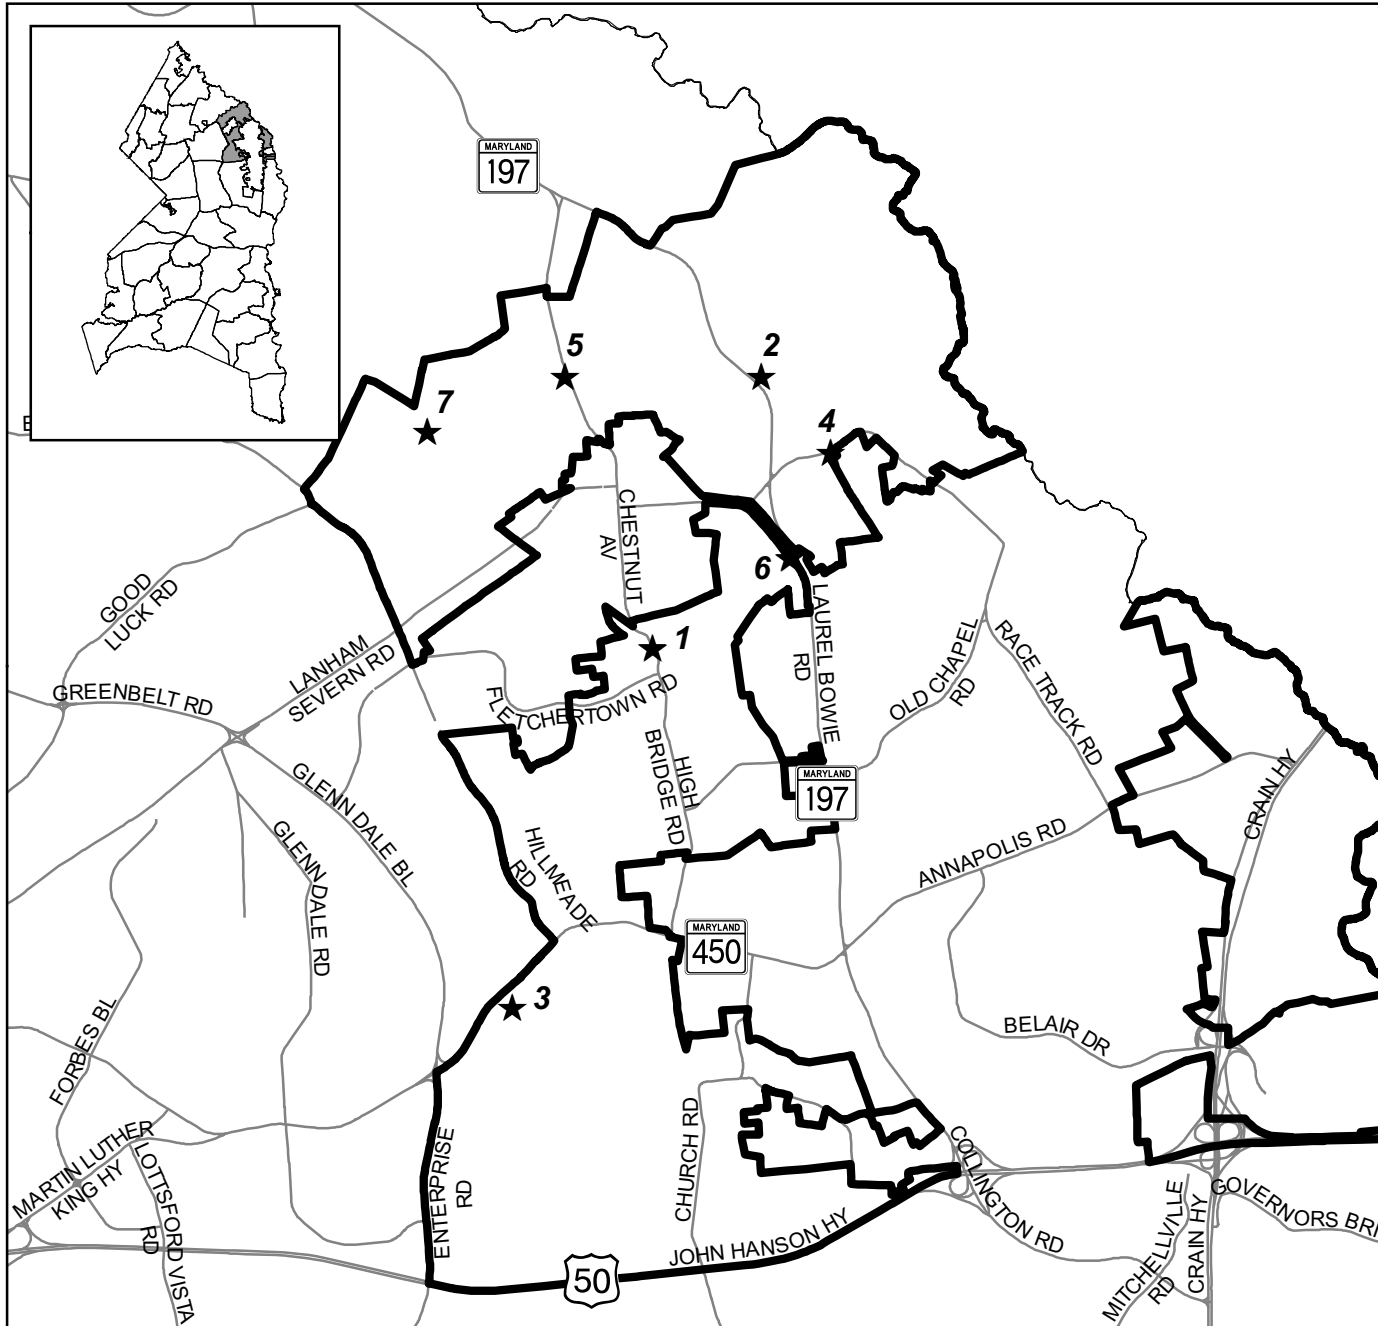 MARYLAND
197
5
2
7
4
E
CHESTNUT
AV
6
GOOD
LUCK RD
LAUREL BOWIE
RD
1
OLD CHAPEL
RD
RACE TRACK RD
LANHAM
SEVERN RD
GREENBELT RD
FLETCHERTOWN RD
HIGH
BRIDGE RD
GLENN DALE BL
MARYLAND
197
CRAIN HY
GLENN DALE RD
HILLMEADE
RD
ANNAPOLIS RD
MARYLAND
450
3
FORBES BL
BELAIR DR
MARTIN LUTHER
KING HY
LOTTSFORD VISTA
RD
ENTERPRISE
RD
CHURCH RD
COLLINGTON RD
JOHN HANSON HY
50
MITCHELLVILLE
RD
CRAIN HY
GOVERNORS BRI